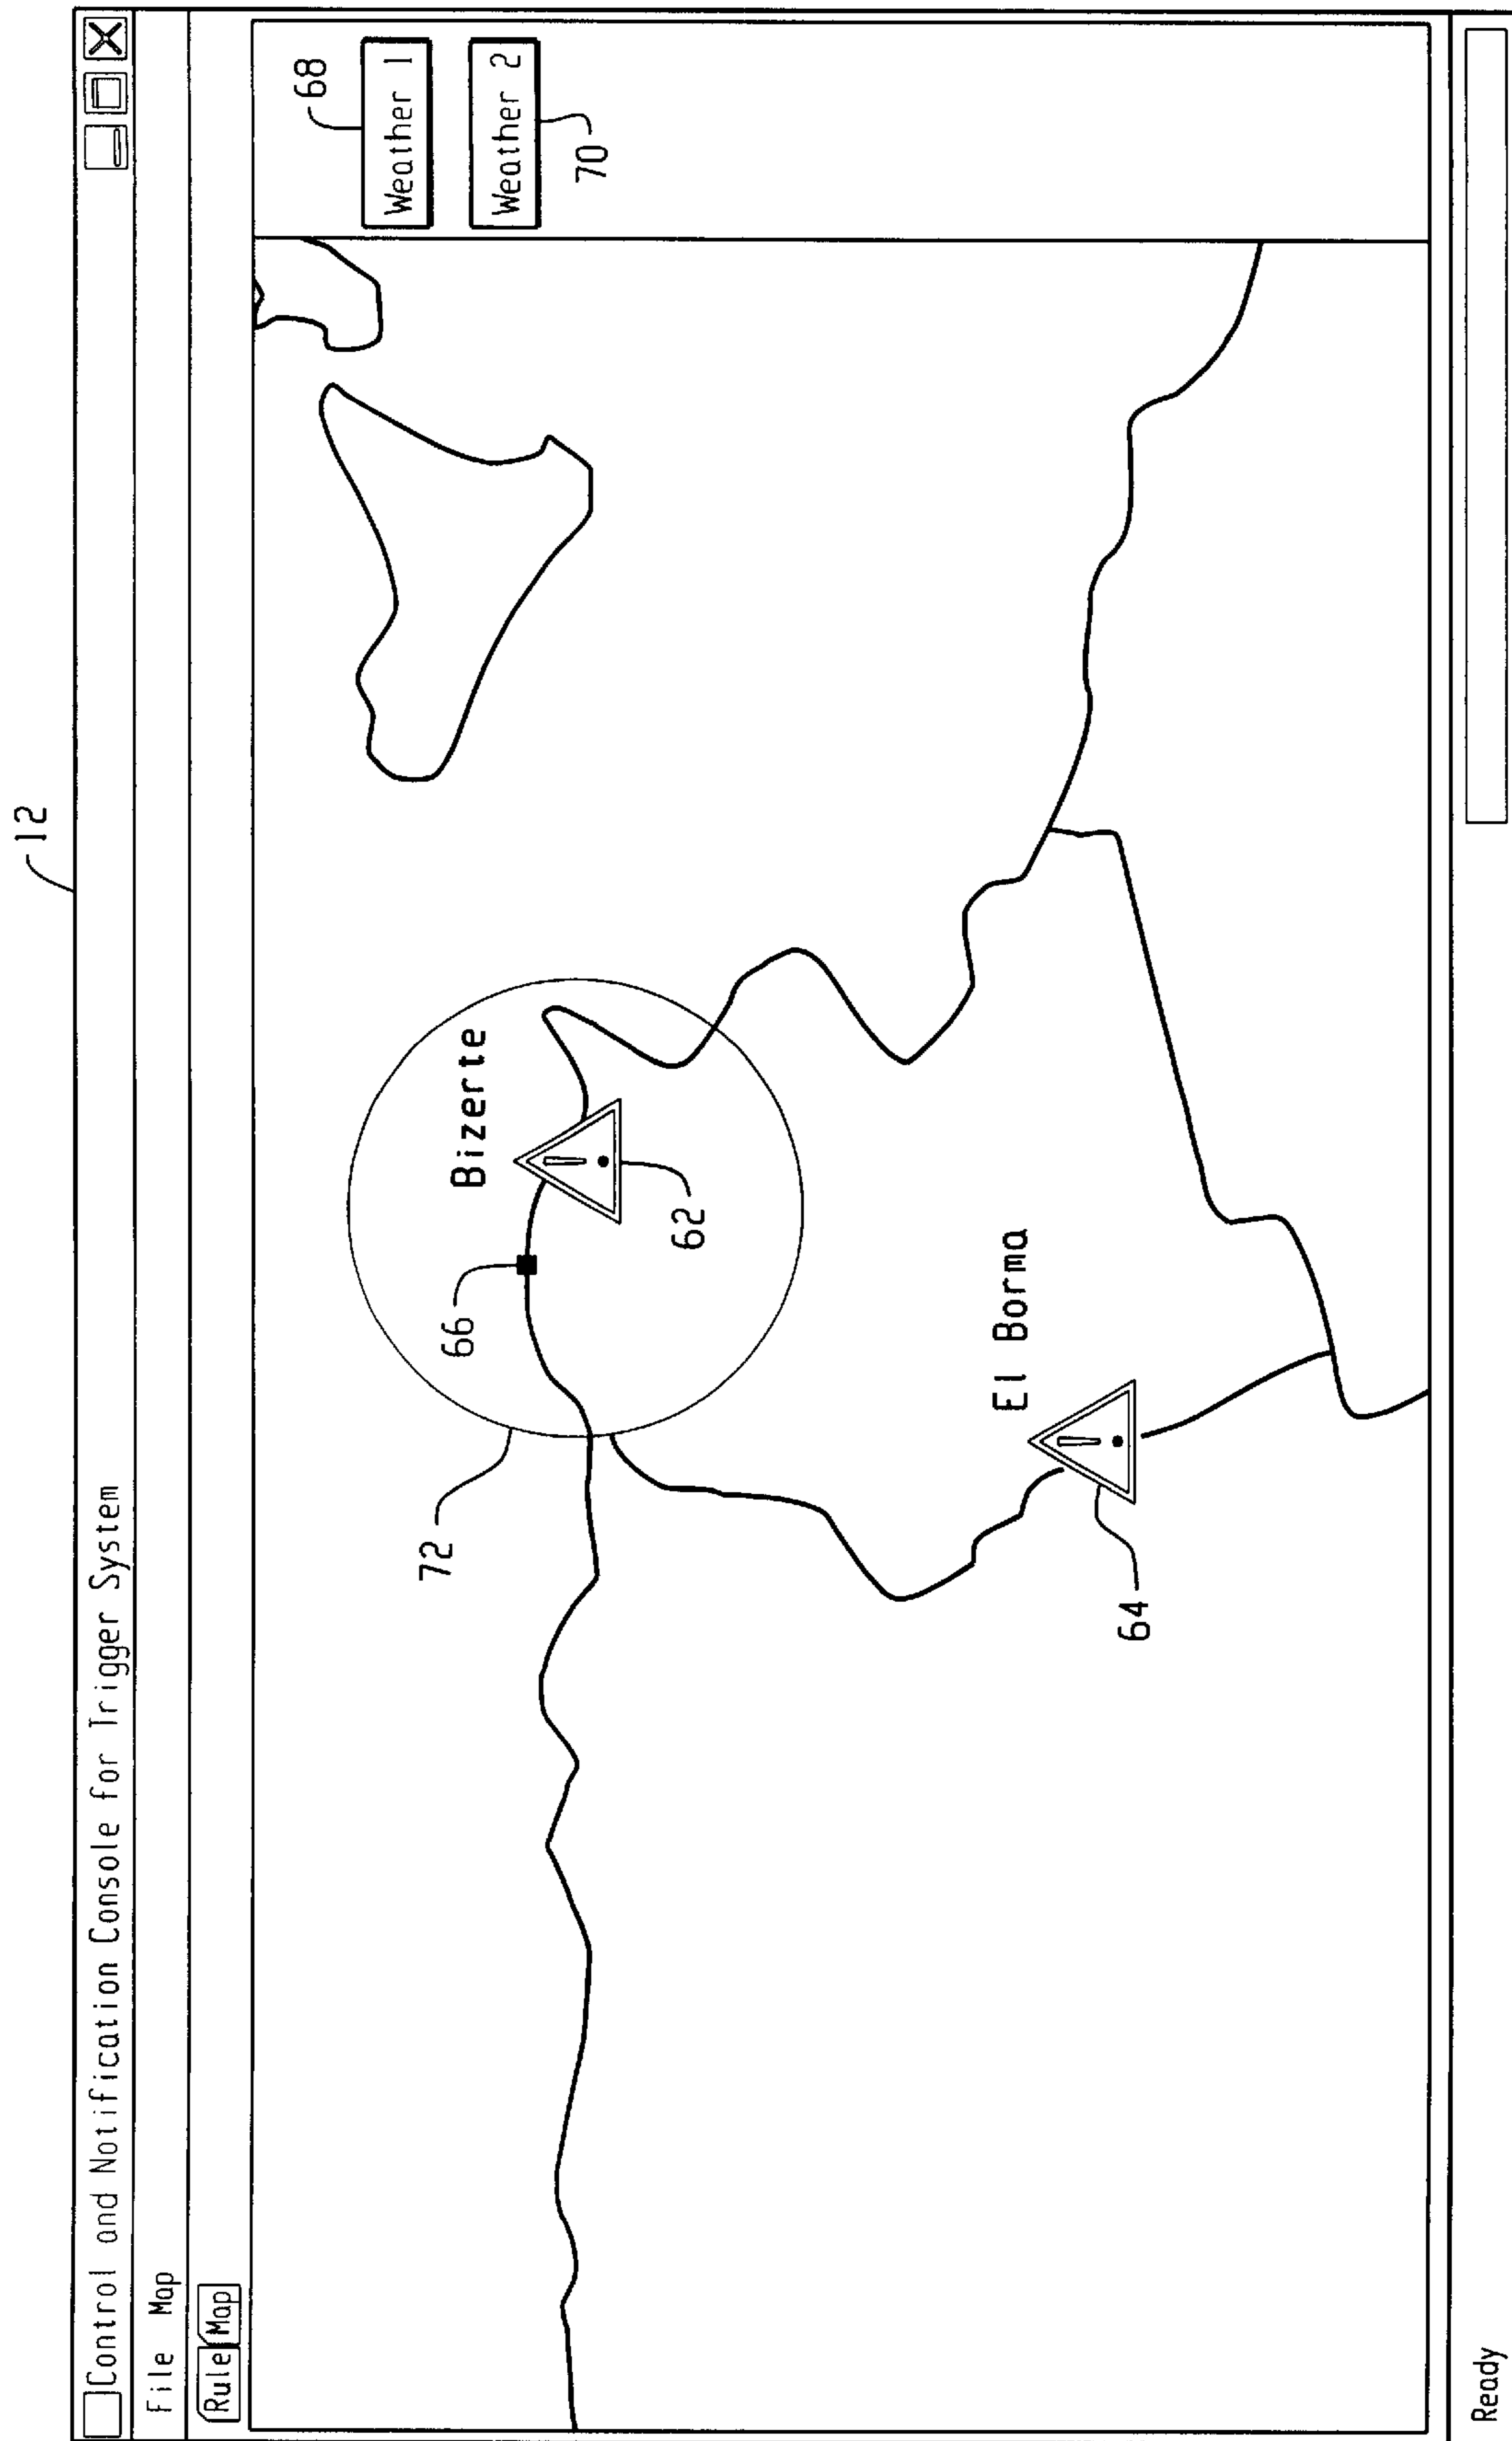 12
Control and Notification Console for Trigger System
File Map
Rule Map
68
Weather 1
Weather 2
70
72
66
Bizerte
62
El Borma
64
Ready